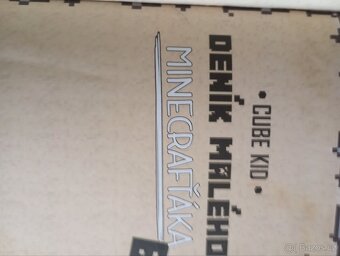 • CUBE KID •
DENÍK MALÉHO
MINECRAFŤÁKA